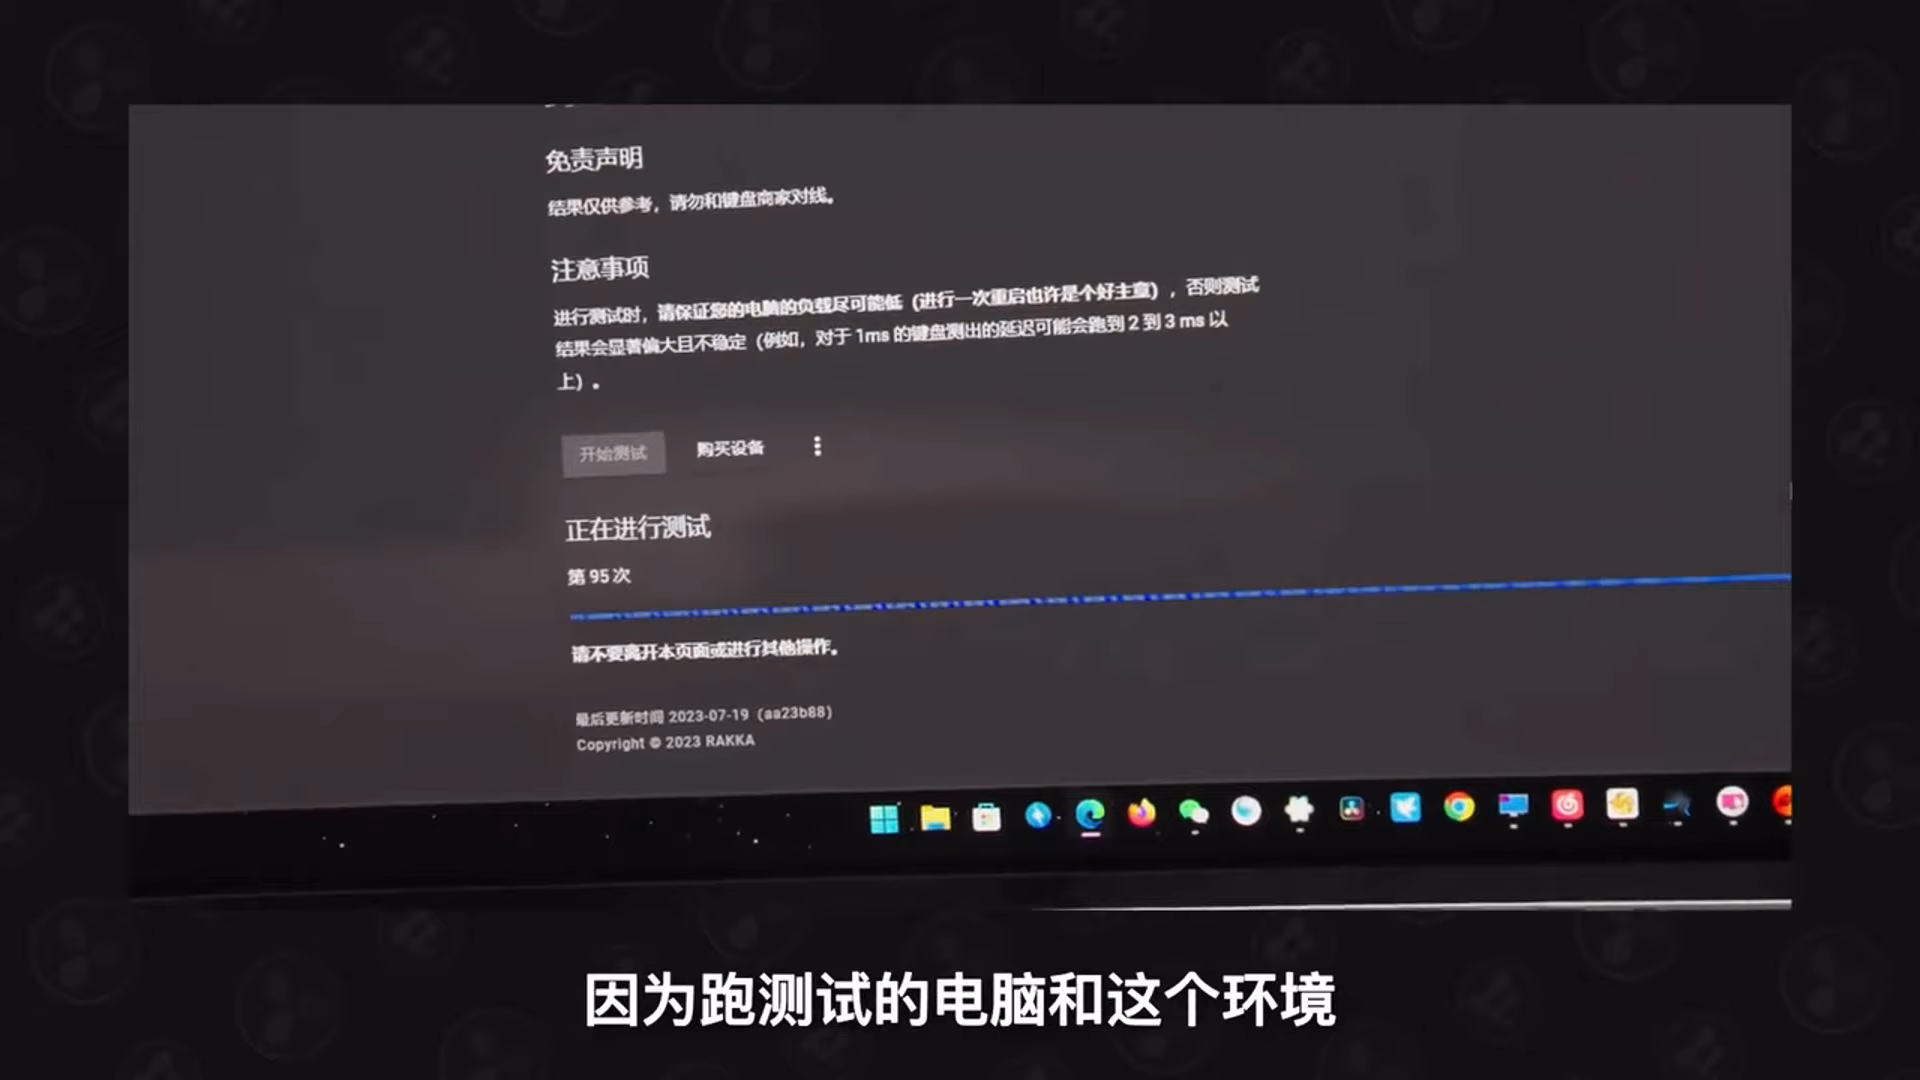 免责声明
结果仅供参考，请勿和键盘商家对线。
注意事项
进行测试时，请保证您的电脑的负载尽可能低（进行一次重启也许是个好主意），否则测试
结果会显著偏大且不稳定（例如，对于 1ms 的键盘测出的延迟可能会跑到 2 到 3 ms 以
上）。
开始测试 购买设备
正在进行测试
第 95 次
请不要离开本页面或进行其他操作。
最后更新时间 2023-07-19（aa23b88）
Copyright © 2023 RAKKA
因为跑测试的电脑和这个环境